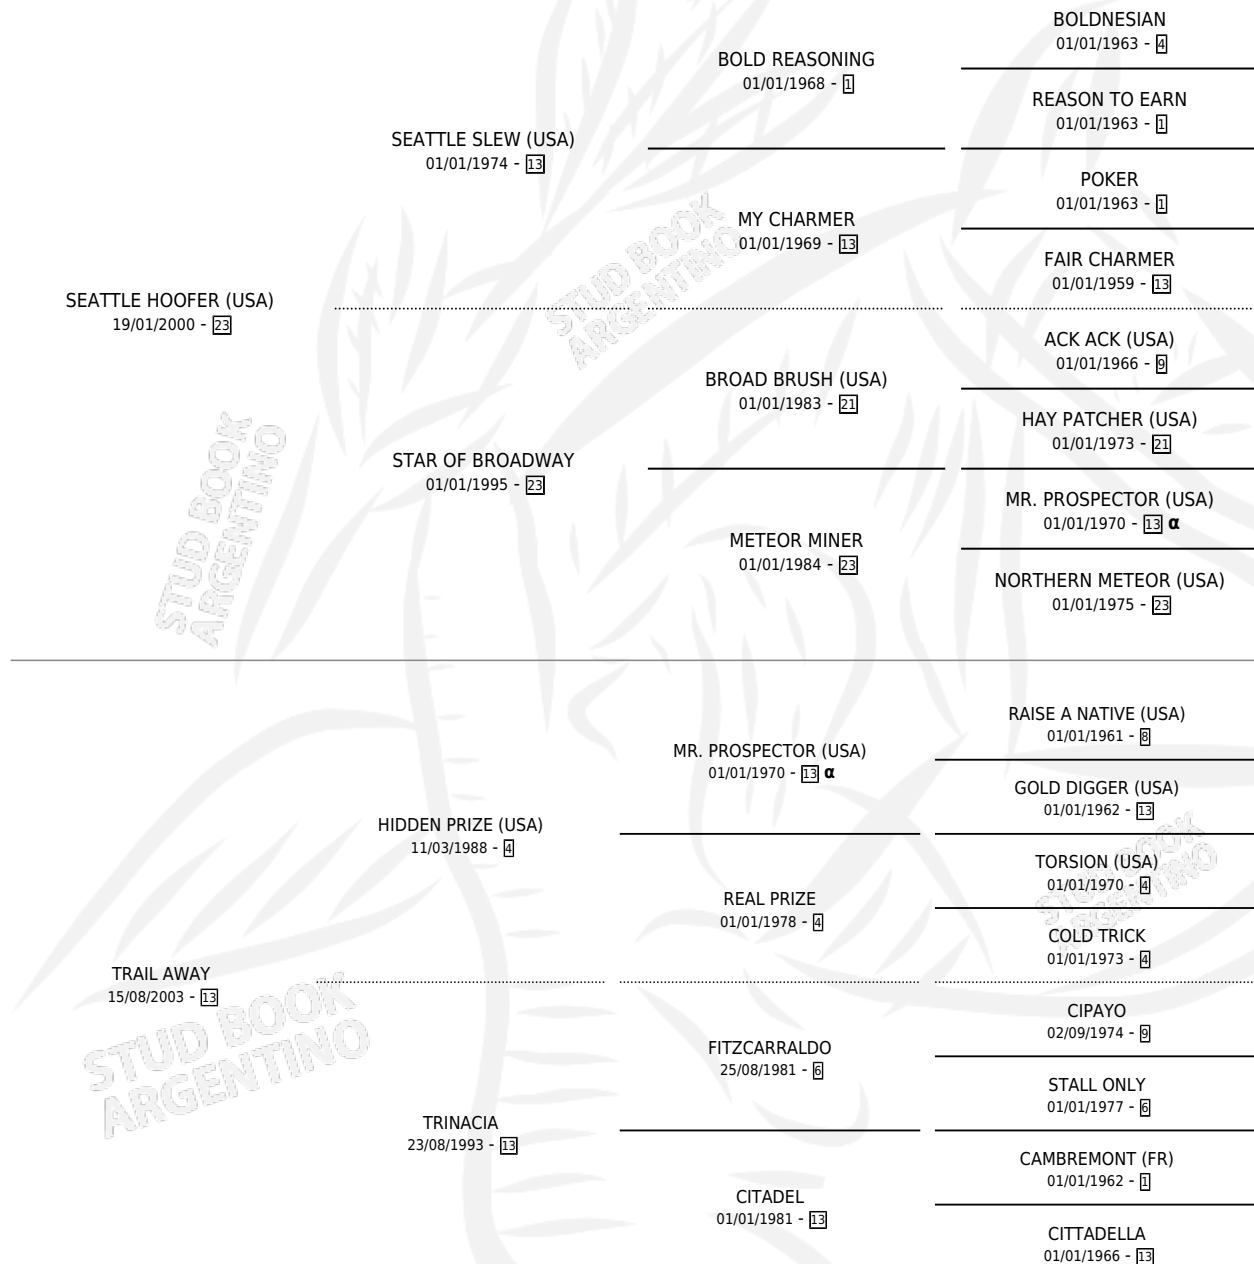 SEATTLE HOOFER (USA)
19/01/2000 - 23
SEATTLE SLEW (USA)
01/01/1974 - 13
BOLD REASONING
01/01/1968 - 1
BOLDNESIAN
01/01/1963 - 4
REASON TO EARN
01/01/1963 - 1
MY CHARMER
01/01/1969 - 13
POKER
01/01/1963 - 1
FAIR CHARMER
01/01/1959 - 13
STAR OF BROADWAY
01/01/1995 - 23
BROAD BRUSH (USA)
01/01/1983 - 21
ACK ACK (USA)
01/01/1966 - 9
HAY PATCHER (USA)
01/01/1973 - 21
METEOR MINER
01/01/1984 - 23
MR. PROSPECTOR (USA)
01/01/1970 - 13 α
NORTHERN METEOR (USA)
01/01/1975 - 23
TRAIL AWAY
15/08/2003 - 13
HIDDEN PRIZE (USA)
11/03/1988 - 4
MR. PROSPECTOR (USA)
01/01/1970 - 13 α
RAISE A NATIVE (USA)
01/01/1961 - 8
GOLD DIGGER (USA)
01/01/1962 - 13
REAL PRIZE
01/01/1978 - 4
TORSION (USA)
01/01/1970 - 4
COLD TRICK
01/01/1973 - 4
TRINACIA
23/08/1993 - 13
FITZCARRALDO
25/08/1981 - 6
CIPAYO
02/09/1974 - 9
STALL ONLY
01/01/1977 - 6
CITADEL
01/01/1981 - 13
CAMBREMONT (FR)
01/01/1962 - 1
CITTADELLA
01/01/1966 - 13
STUD BOOK
ARGENTINO
STUD BOOK
ARGENTINO
STUD BOOK
ARGENTINO
STUD BOOK
ARGENTINO